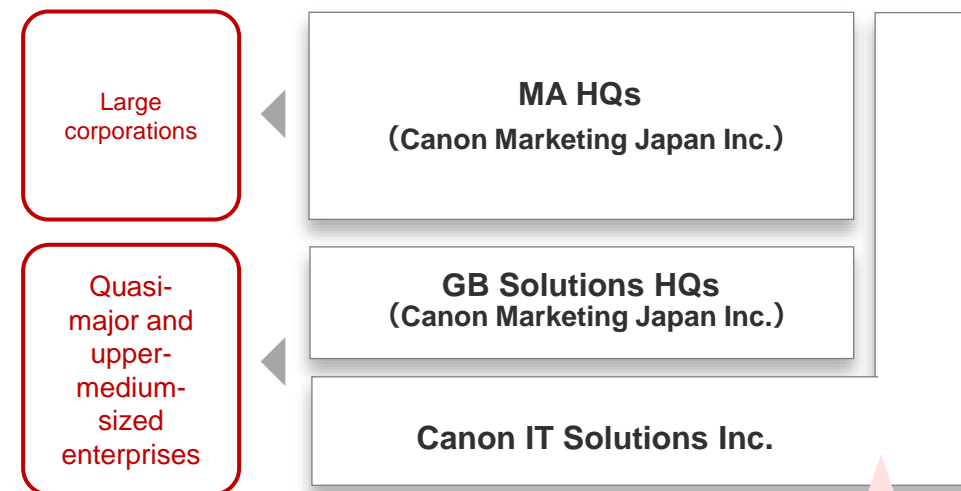 Large
corporations
MA HQs
（Canon Marketing Japan Inc.）
Quasi-
major and
upper-
medium-
sized
enterprises
GB Solutions HQs
（Canon Marketing Japan Inc.）
Canon IT Solutions Inc.